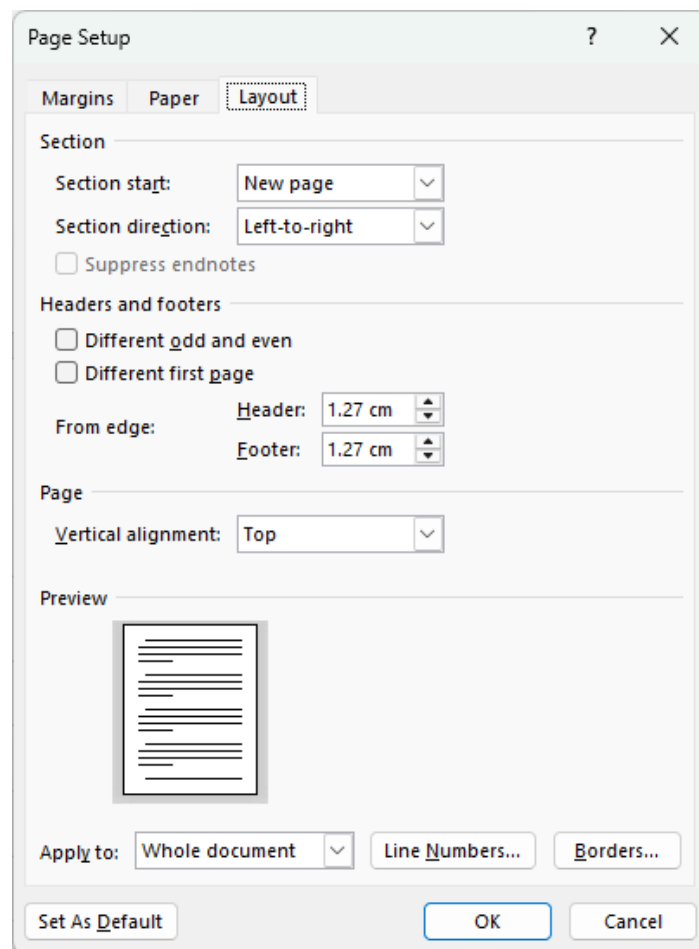 Page Setup ?
Margins Paper Layout
Section
Section start: New page
Section direction: Left-to-right
Suppress endnotes
Headers and footers
Different odd and even
Different first page
From edge:
Header: 1.27 cm
Footer: 1.27 cm
Page
Vertical alignment: Top
Preview
Apply to: Whole document Line Numbers... Borders...
Set As Default OK Cancel